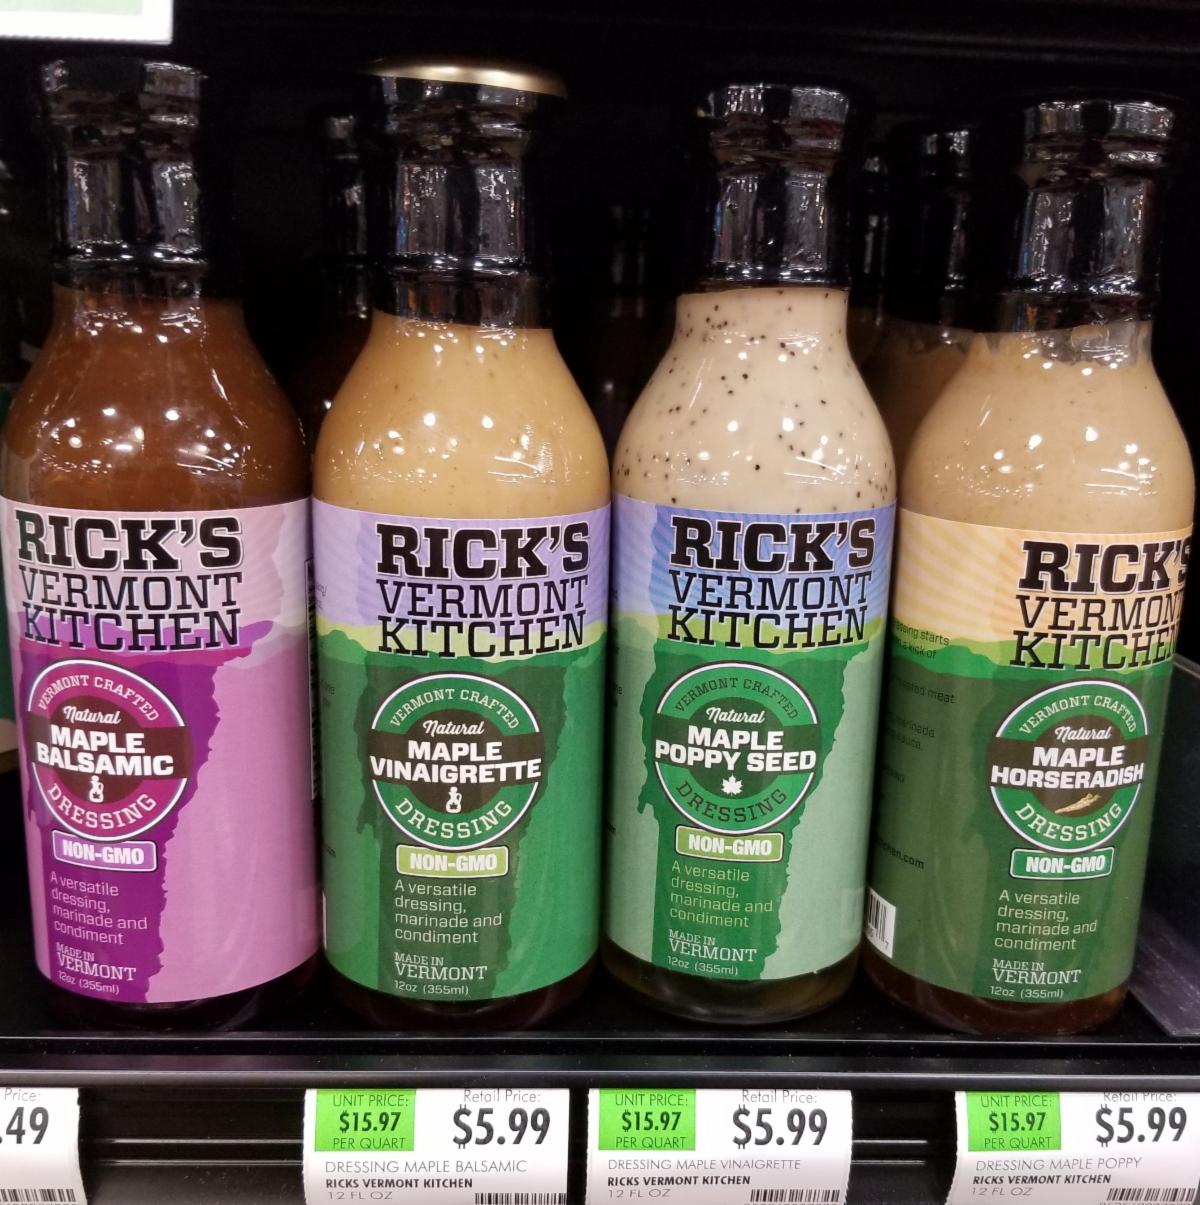 RICK'S
VERMONT
KITCHEN
VERMONT CRAFTED
Natural
MAPLE
BALSAMIC
DRESSING
NON-GMO
A versatile
dressing,
marinade and
condiment
MADE IN
VERMONT
12oz (355ml)
RICK'S
VERMONT
KITCHEN
VERMONT CRAFTED
Natural
MAPLE
VINAIGRETTE
DRESSING
NON-GMO
A versatile
dressing,
marinade and
condiment
MADE IN
VERMONT
12oz (355ml)
RICK'S
VERMONT
KITCHEN
VERMONT CRAFTED
Natural
MAPLE
POPPY SEED
DRESSING
NON-GMO
A versatile
dressing,
marinade and
condiment
MADE IN
VERMONT
12oz (355ml)
starts
kick of
meat
RICK'S
VERMONT
KITCHEN
VERMONT CRAFTED
Natural
MAPLE
HORSERADISH
DRESSING
NON-GMO
A versatile
dressing,
marinade and
condiment
MADE IN
VERMONT
12oz (355ml)
Price:
.49
UNIT PRICE:
$15.97
PER QUART
Retail Price:
$5.99
DRESSING MAPLE BALSAMIC
RICKS VERMONT KITCHEN
12 FL OZ
UNIT PRICE:
$15.97
PER QUART
Retail Price:
$5.99
DRESSING MAPLE VINAIGRETTE
RICKS VERMONT KITCHEN
12 FL OZ
UNIT PRICE:
$15.97
PER QUART
Retail Price:
$5.99
DRESSING MAPLE POPPY
RICKS VERMONT KITCHEN
12 FL OZ